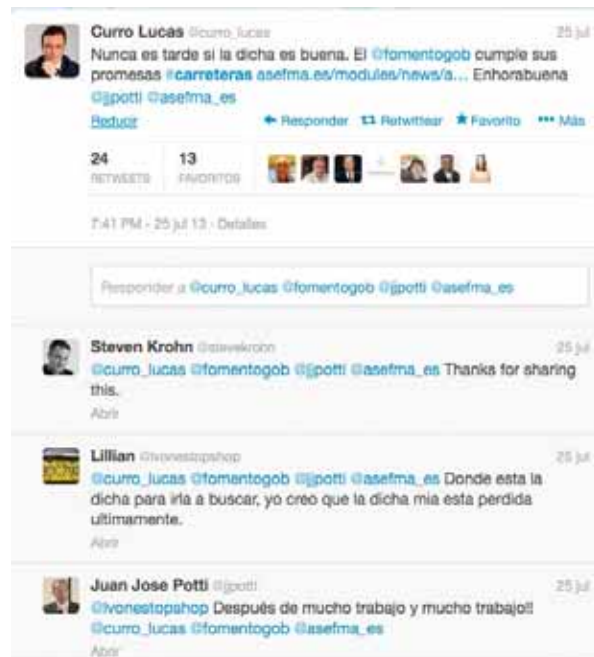 Curro Lucas @curro_lucas 25 jul
Nunca es tarde si la dicha es buena. El @fomentogob cumple sus
promesas #carreteras asefma.es/modules/news/a... Enhorabuena
@jjpotti @asefma_es
Reducir Responder Retwittear Favorito Más
24 13
RETWEETS FAVORITOS
7:41 PM - 25 jul 13 · Detalles
Responder a @curro_lucas @fomentogob @jjpotti @asefma_es
Steven Krohn @stevekrohn 25 jul
@curro_lucas @fomentogob @jjpotti @asefma_es Thanks for sharing
this.
Abrir
Lillian @lvonestopshop 25 jul
@curro_lucas @fomentogob @jjpotti @asefma_es Donde esta la
dicha para irla a buscar, yo creo que la dicha mia esta perdida
ultimamente.
Abrir
Juan Jose Potti @jjpotti 25 jul
@lvonestopshop Después de mucho trabajo y mucho trabajo!!
@curro_lucas @fomentogob @asefma_es
Abrir